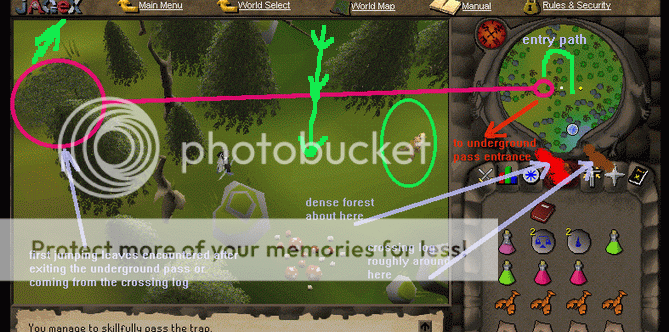 JAGEX
Main Menu
World Select
World Map
Manual
Rules & Security
entry path
to underground
pass entrance
photobucket
dense forest
about here
Protect more of your memories for less!
first jumping leaves encountered after
exiting the underground pass or
coming from the crossing log
crossing log
roughly around
here
2
2
You manage to skillfully pass the trap.